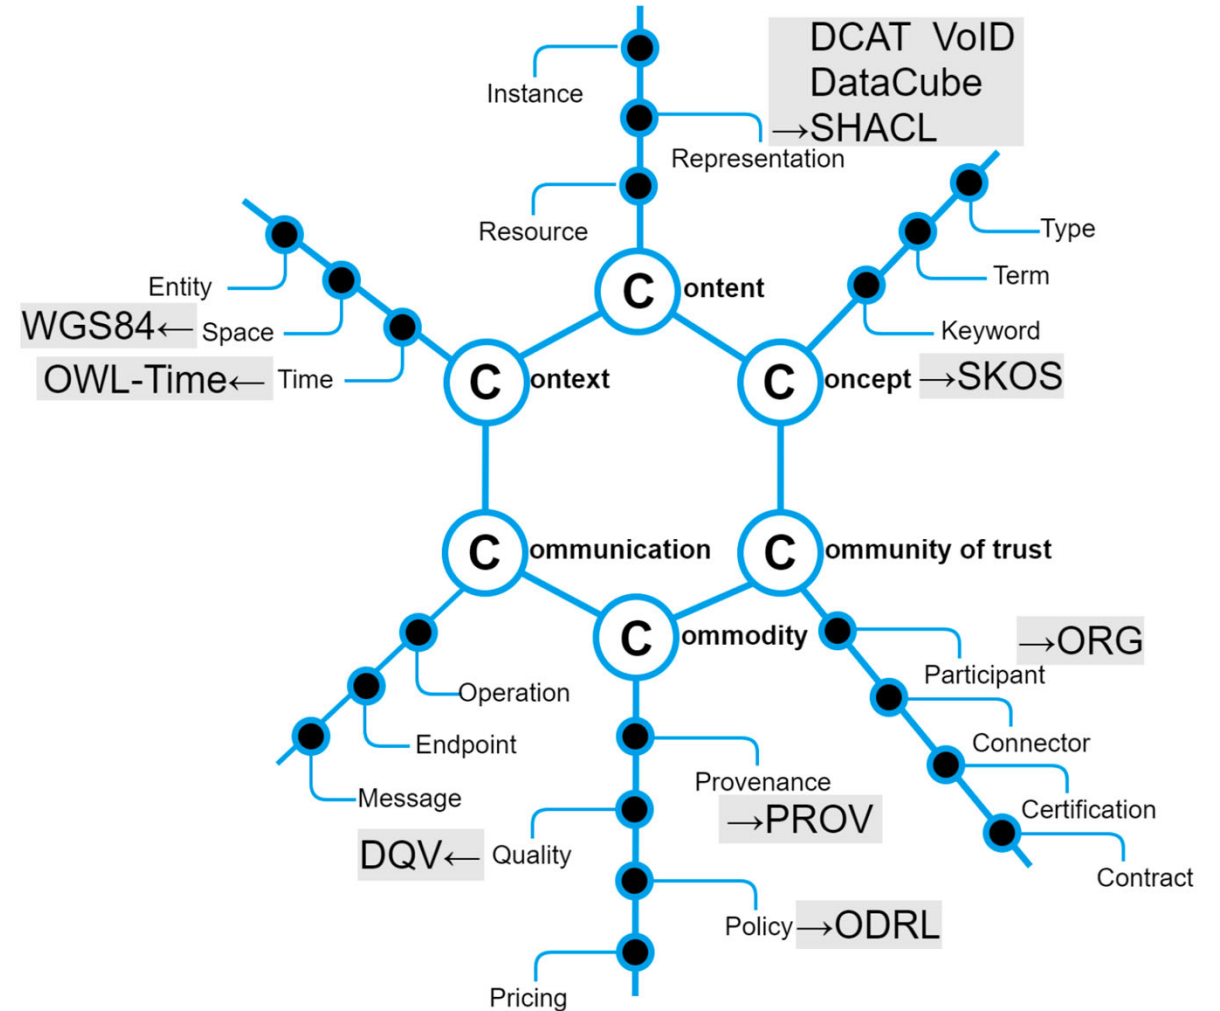 DCAT VoID
DataCube
→SHACL
Instance
Representation
Resource
Type
Term
Keyword
Entity
WGS84← Space
OWL-Time← Time
Content
Context
Concept →SKOS
Communication
Community of trust
Commodity
→ORG
Participant
Operation
Connector
Endpoint
Provenance
Message
Certification
→PROV
DQV← Quality
Contract
Policy→ODRL
Pricing